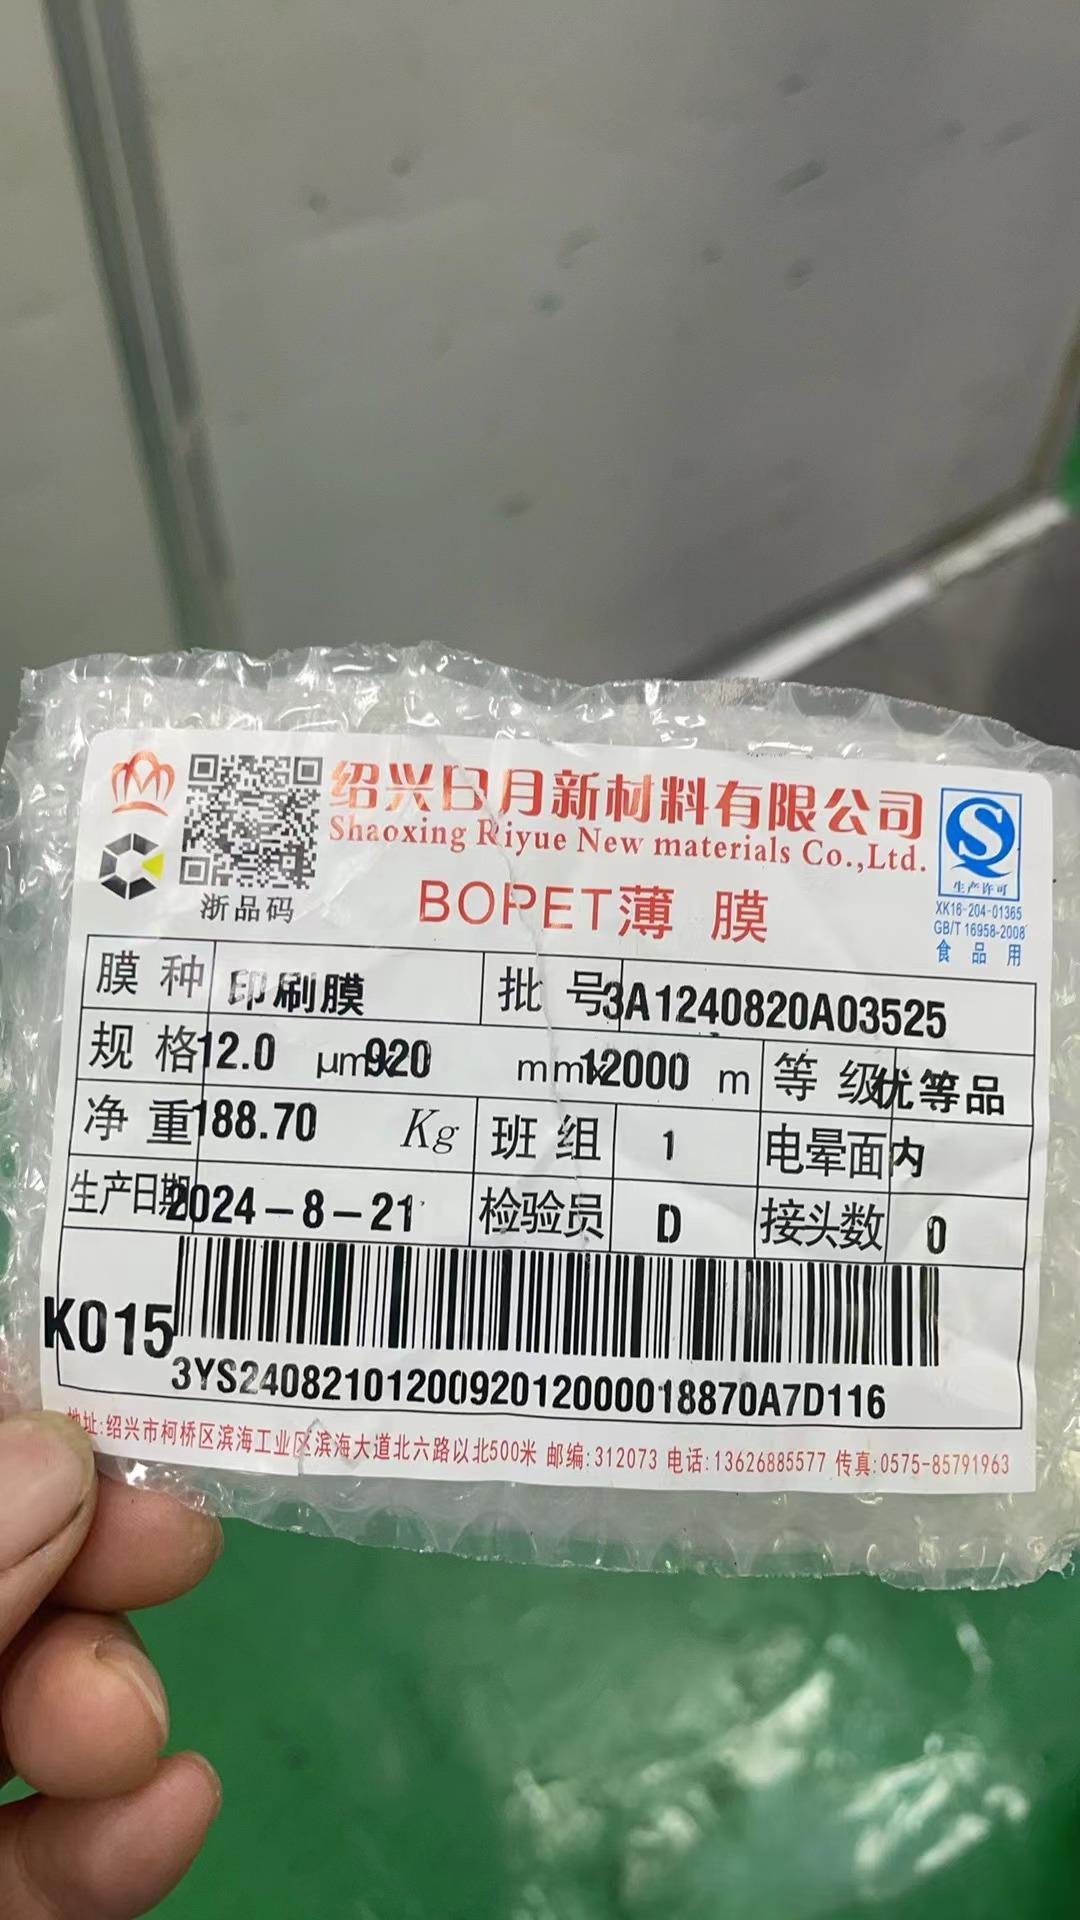 绍兴日月新材料有限公司
Shaoxing Riyue New materials Co.,Ltd.
浙品码
BOPET薄 膜
生产许可
XK16-204-01365
GB/T 16958-2008
食 品 用
膜 种 印刷膜 批 号 3A1240820A03525
规 格 12.0 μm× 920 mm× 12000 m 等 级 优等品
净 重 188.70 Kg 班 组 1 电晕面 内
生产日期 2024-8-21 检验员 D 接头数 0
K015
3YS2408210120092012000018870A7D116
地址:绍兴市柯桥区滨海工业区滨海大道北六路以北500米 邮编:312073 电话:13626885577 传真:0575-85791963